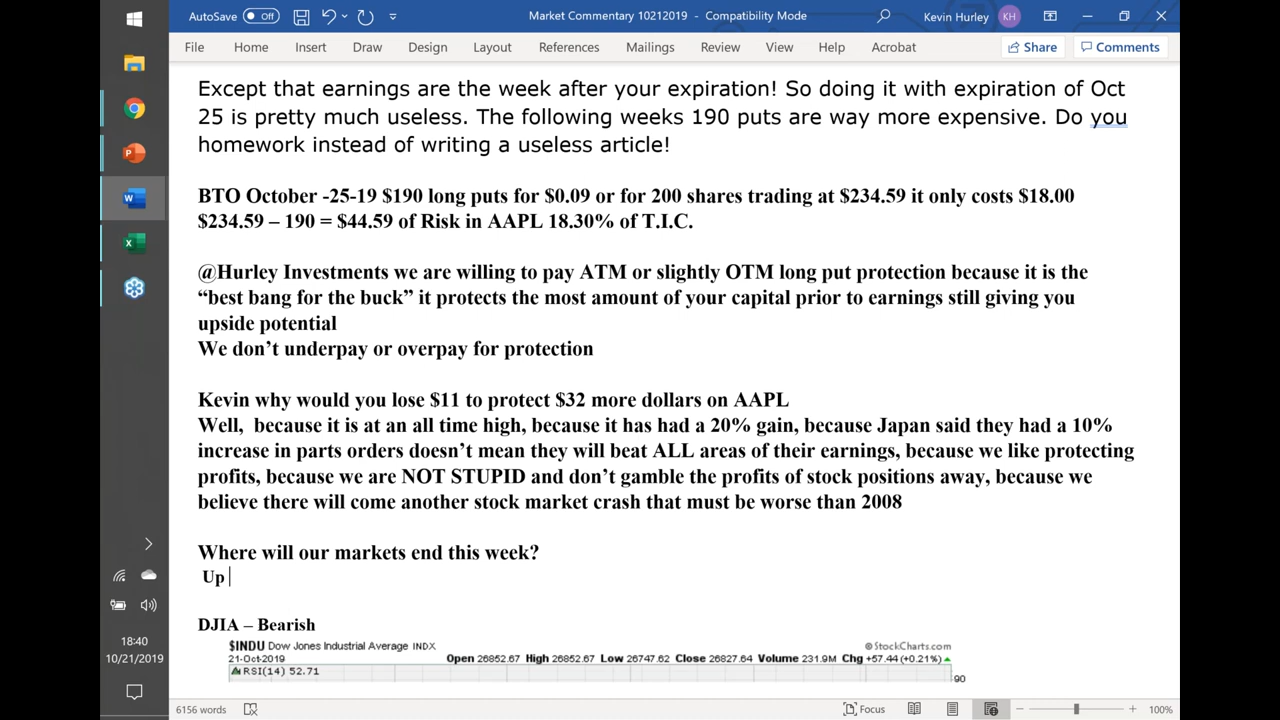 AutoSave Off Market Commentary 10212019 - Compatibility Mode Kevin Hurley KH
File Home Insert Draw Design Layout References Mailings Review View Help Acrobat Share Comments
Except that earnings are the week after your expiration! So doing it with expiration of Oct
25 is pretty much useless. The following weeks 190 puts are way more expensive. Do you
homework instead of writing a useless article!
BTO October -25-19 $190 long puts for $0.09 or for 200 shares trading at $234.59 it only costs $18.00
$234.59 – 190 = $44.59 of Risk in AAPL 18.30% of T.I.C.
@Hurley Investments we are willing to pay ATM or slightly OTM long put protection because it is the
“best bang for the buck” it protects the most amount of your capital prior to earnings still giving you
upside potential
We don’t underpay or overpay for protection
Kevin why would you lose $11 to protect $32 more dollars on AAPL
Well,  because it is at an all time high, because it has had a 20% gain, because Japan said they had a 10%
increase in parts orders doesn’t mean they will beat ALL areas of their earnings, because we like protecting
profits, because we are NOT STUPID and don’t gamble the profits of stock positions away, because we
believe there will come another stock market crash that must be worse than 2008
Where will our markets end this week?
Up
DJIA – Bearish
$INDU Dow Jones Industrial Average INDX © StockCharts.com
21-Oct-2019 Open 26852.67 High 26852.67 Low 26747.62 Close 26827.64 Volume 231.9M Chg +57.44 (+0.21%)
RSI(14) 52.71
90
18:40
10/21/2019
6156 words Focus 100%